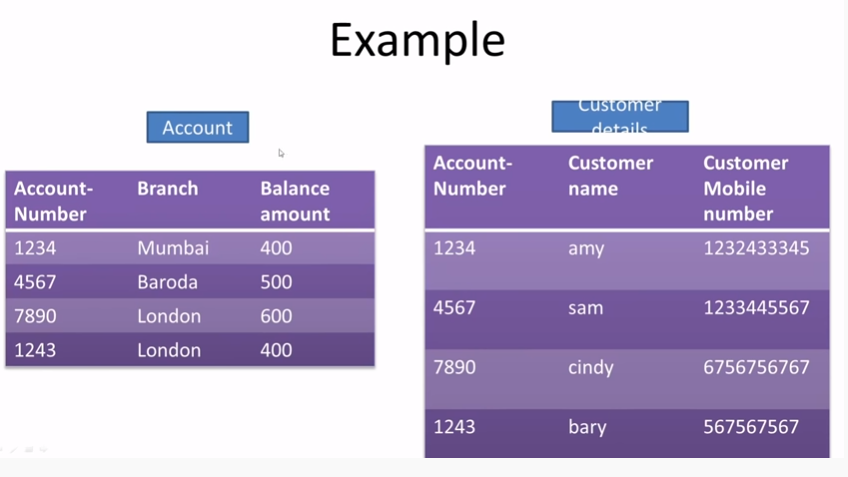 Example
Account
Account- Branch Balance
Number amount
1234 Mumbai 400
4567 Baroda 500
7890 London 600
1243 London 400
Customer
details
Account- Customer Customer
Number name Mobile
number
1234 amy 1232433345
4567 sam 1233445567
7890 cindy 6756756767
1243 bary 567567567